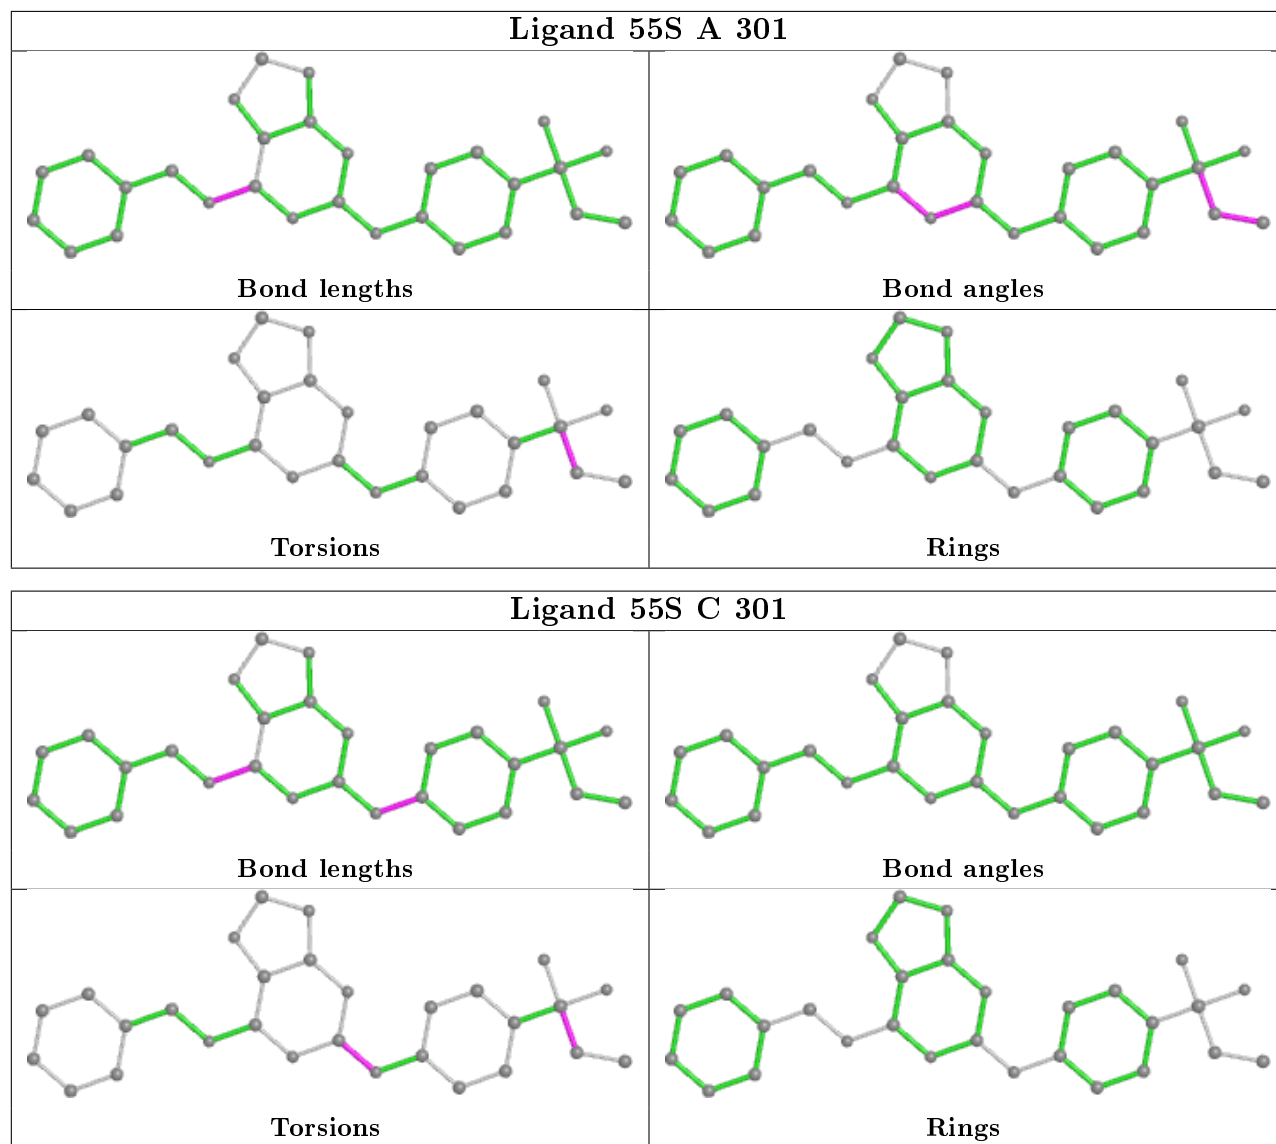 Ligand 55S A 301
Bond lengths
Bond angles
Torsions
Rings
Ligand 55S C 301
Bond lengths
Bond angles
Torsions
Rings